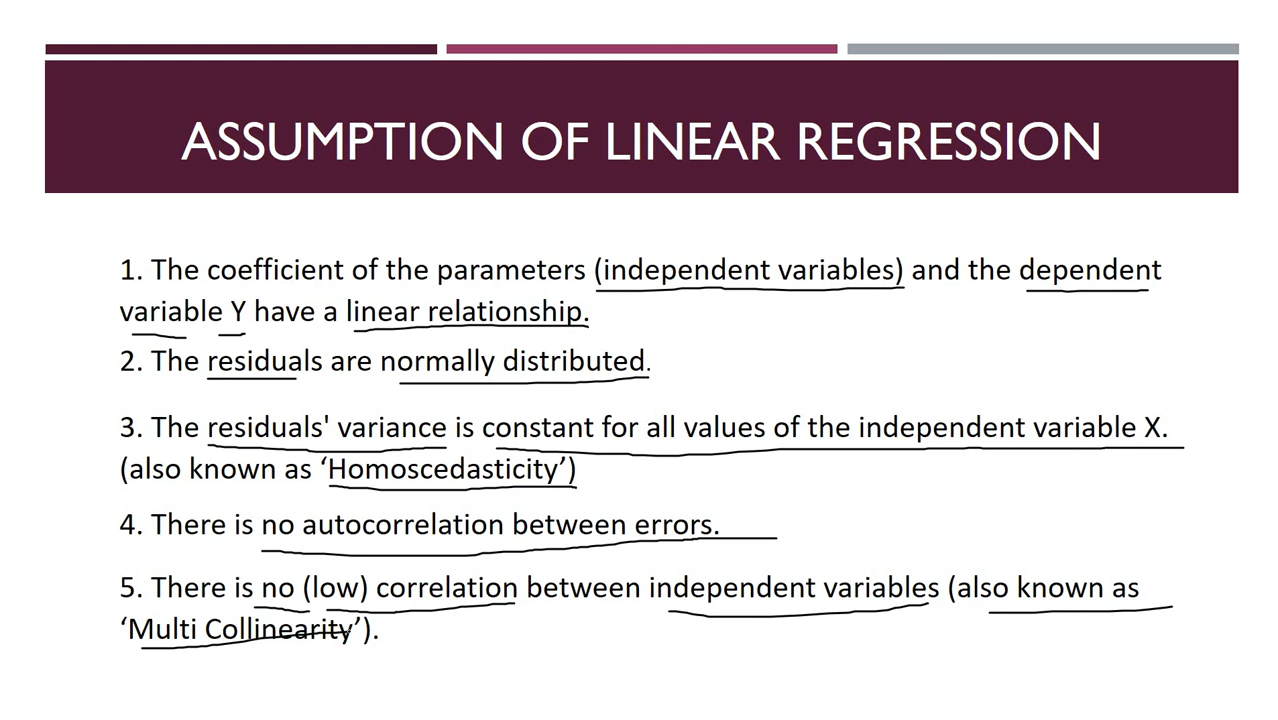 ASSUMPTION OF LINEAR REGRESSION
1. The coefficient of the parameters (independent variables) and the dependent
variable Y have a linear relationship.
2. The residuals are normally distributed.
3. The residuals' variance is constant for all values of the independent variable X.
(also known as ‘Homoscedasticity’)
4. There is no autocorrelation between errors.
5. There is no (low) correlation between independent variables (also known as
‘Multi Collinearity’).